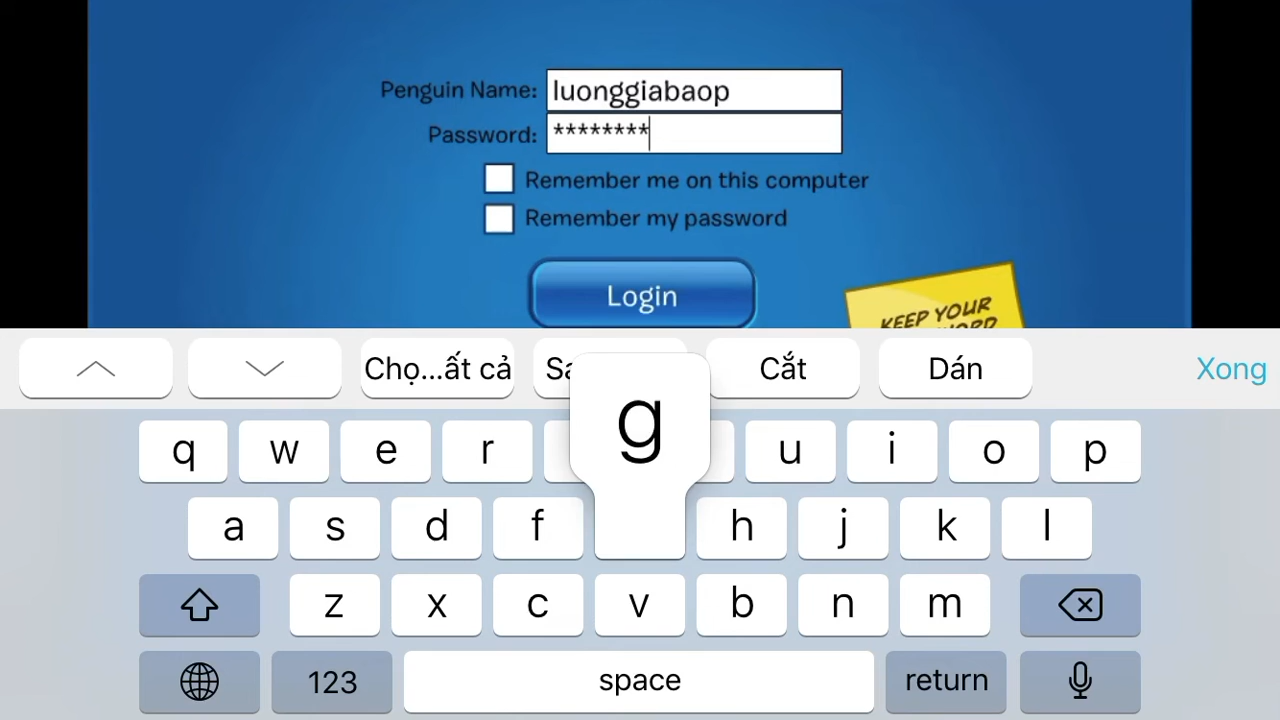 Penguin Name: luonggiabaop
Password: ********
Remember me on this computer
Remember my password
Login
KEEP YOUR
Chọ...ất cả Cắt Dán Xong
g
q w e r u i o p
a s d f h j k l
z x c v b n m
123 space return